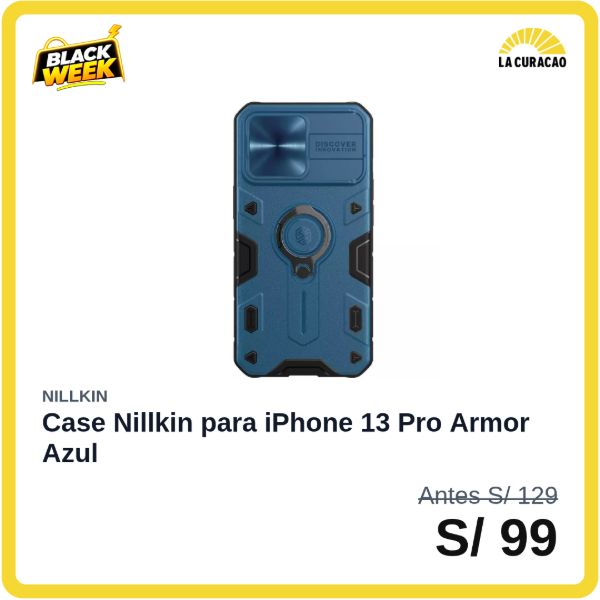 BLACK
WEEK
LA CURACAO
DISCOVER
INNOVATION
NILLKIN
Case Nillkin para iPhone 13 Pro Armor
Azul
Antes S/ 129
S/ 99